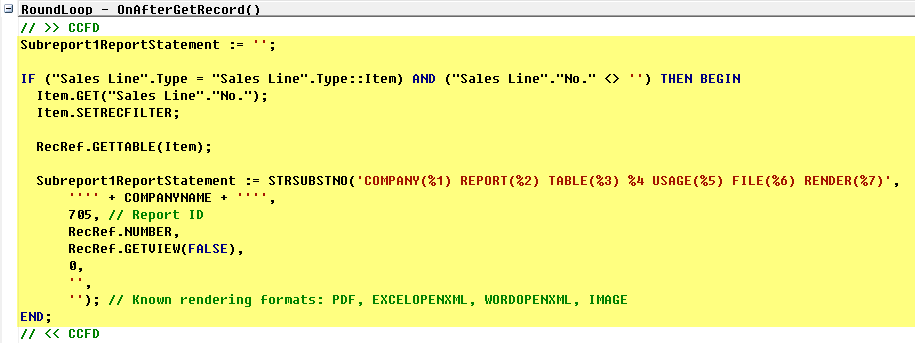 RoundLoop - OnAfterGetRecord()
// >> CCFD
Subreport1ReportStatement := '';
IF ("Sales Line".Type = "Sales Line".Type::Item) AND ("Sales Line"."No." <> '') THEN BEGIN
Item.GET("Sales Line"."No.");
Item.SETRECFILTER;
RecRef.GETTABLE(Item);
Subreport1ReportStatement := STRSUBSTNO('COMPANY(%1) REPORT(%2) TABLE(%3) %4 USAGE(%5) FILE(%6) RENDER(%7)',
'''' + COMPANYNAME + '''',
705, // Report ID
RecRef.NUMBER,
RecRef.GETVIEW(FALSE),
0,
'',
''); // Known rendering formats: PDF, EXCELOPENXML, WORDOPENXML, IMAGE
END;
// << CCFD